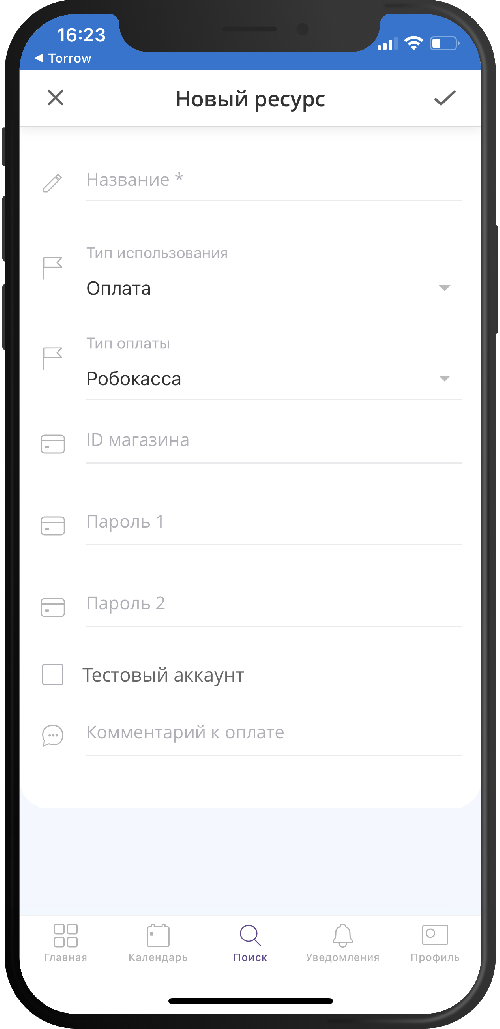 16:23
◀ Torrow
Новый ресурс
Название *
Тип использования
Оплата
Тип оплаты
Робокасса
ID магазина
Пароль 1
Пароль 2
Тестовый аккаунт
Комментарий к оплате
Главная Календарь Поиск Уведомления Профиль